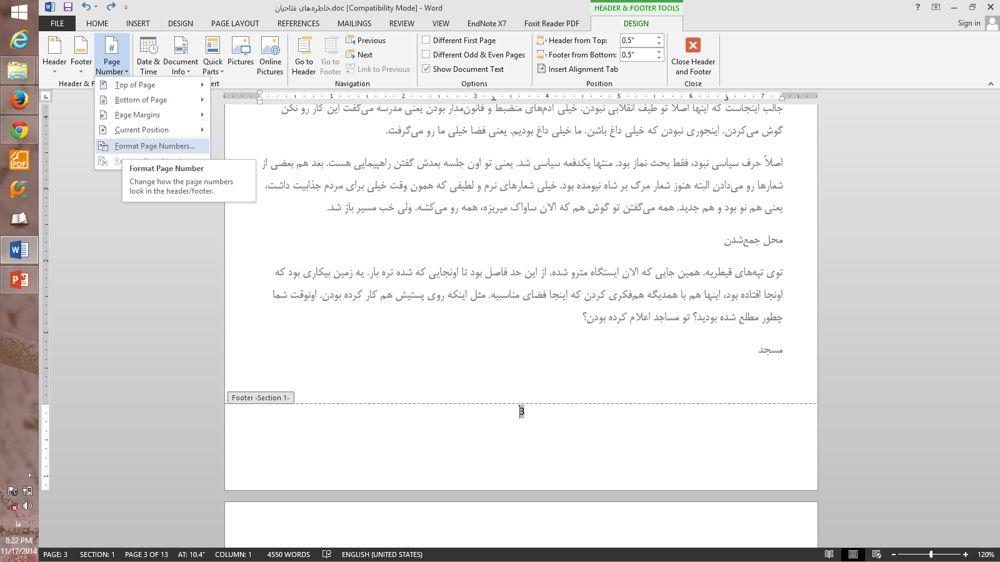 خاطره‌های فتاحیان.doc [Compatibility Mode] - Word
HEADER & FOOTER TOOLS
FILE HOME INSERT DESIGN PAGE LAYOUT REFERENCES MAILINGS REVIEW VIEW EndNote X7 Foxit Reader PDF DESIGN Sign in
Header
Footer
Page Number
Date & Time
Document Info
Quick Parts
Pictures
Online Pictures
Go to Header
Go to Footer
Previous
Next
Link to Previous
Different First Page
Different Odd & Even Pages
Show Document Text
Header from Top: 0.5"
Footer from Bottom: 0.5"
Insert Alignment Tab
Close Header and Footer
Header & F
ert
Navigation
Options
Position
Close
Top of Page
Bottom of Page
Page Margins
Current Position
Format Page Numbers...
Format Page Number
Change how the page numbers
look in the header/footer.
1 2 3 4 5 6 7
4
3
2
1
1
جالب اینجاست که اینها اصلا تو طیف انقلابی نبودن. خیلی آدم‌های منضبط و قانون‌مدار بودن یعنی مدرسه می‌گفت این کار رو نکن
گوش می‌کردن. اینجوری نبودن که خیلی داغ باشن. ما خیلی داغ بودیم. یعنی فضا خیلی ما رو می‌گرفت.
اصلاً حرف سیاسی نبود، فقط بحث نماز بود. منتها یکدفعه سیاسی شد. یعنی تو اون جلسه بعدش گفتن راهپیمایی هست. بعد هم بعضی از
شعارها رو می‌دادن البته هنوز شعار مرگ بر شاه نیومده بود. خیلی شعارهای نرم و لطیفی که همون وقت خیلی برای مردم جذابیت داشت،
یعنی هم نو بود و هم جدید. همه می‌گفتن تو گوش هم که الان ساواک میریزه، همه رو می‌کشه. ولی خب مسیر باز شد.
محل جمع‌شدن
توی تپه‌های قیطریه. همین جایی که الان ایستگاه مترو شده. از این حد فاصل بود تا اونجایی که شده تره بار. یه زمین بیکاری بود که
اونجا افتاده بود، اینها هم با همدیگه هم‌فکری کردن که اینجا فضای مناسبیه. مثل اینکه روی پستیش هم کار کرده بودن. اونوقت شما
چطور مطلع شده بودید؟ تو مساجد اعلام کرده بودن؟
مسجد
Footer -Section 1-
3
فا
8:22 PM
11/17/2014
PAGE: 3 SECTION: 1 PAGE 3 OF 13 AT: 10.4" COLUMN: 1 4550 WORDS ENGLISH (UNITED STATES) 120%